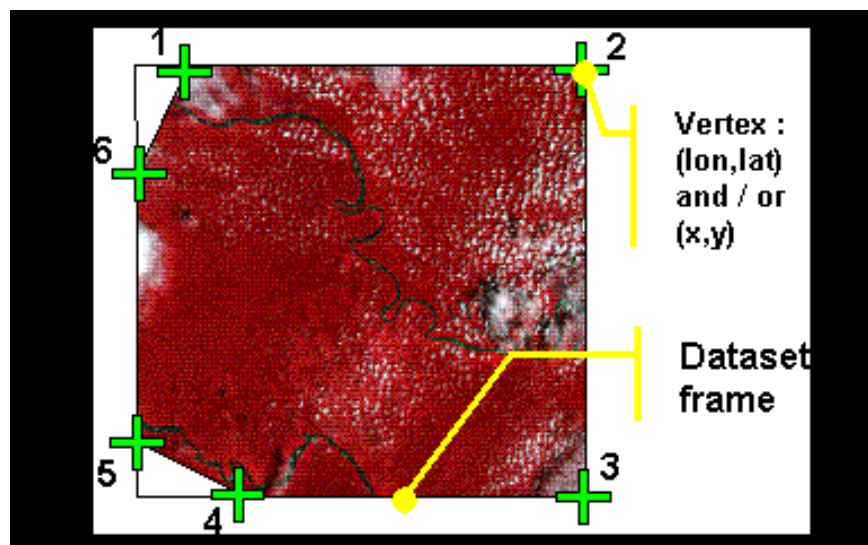 1
2
Vertex :
(lon,lat)
and / or
(x,y)
6
Dataset
frame
5
3
4